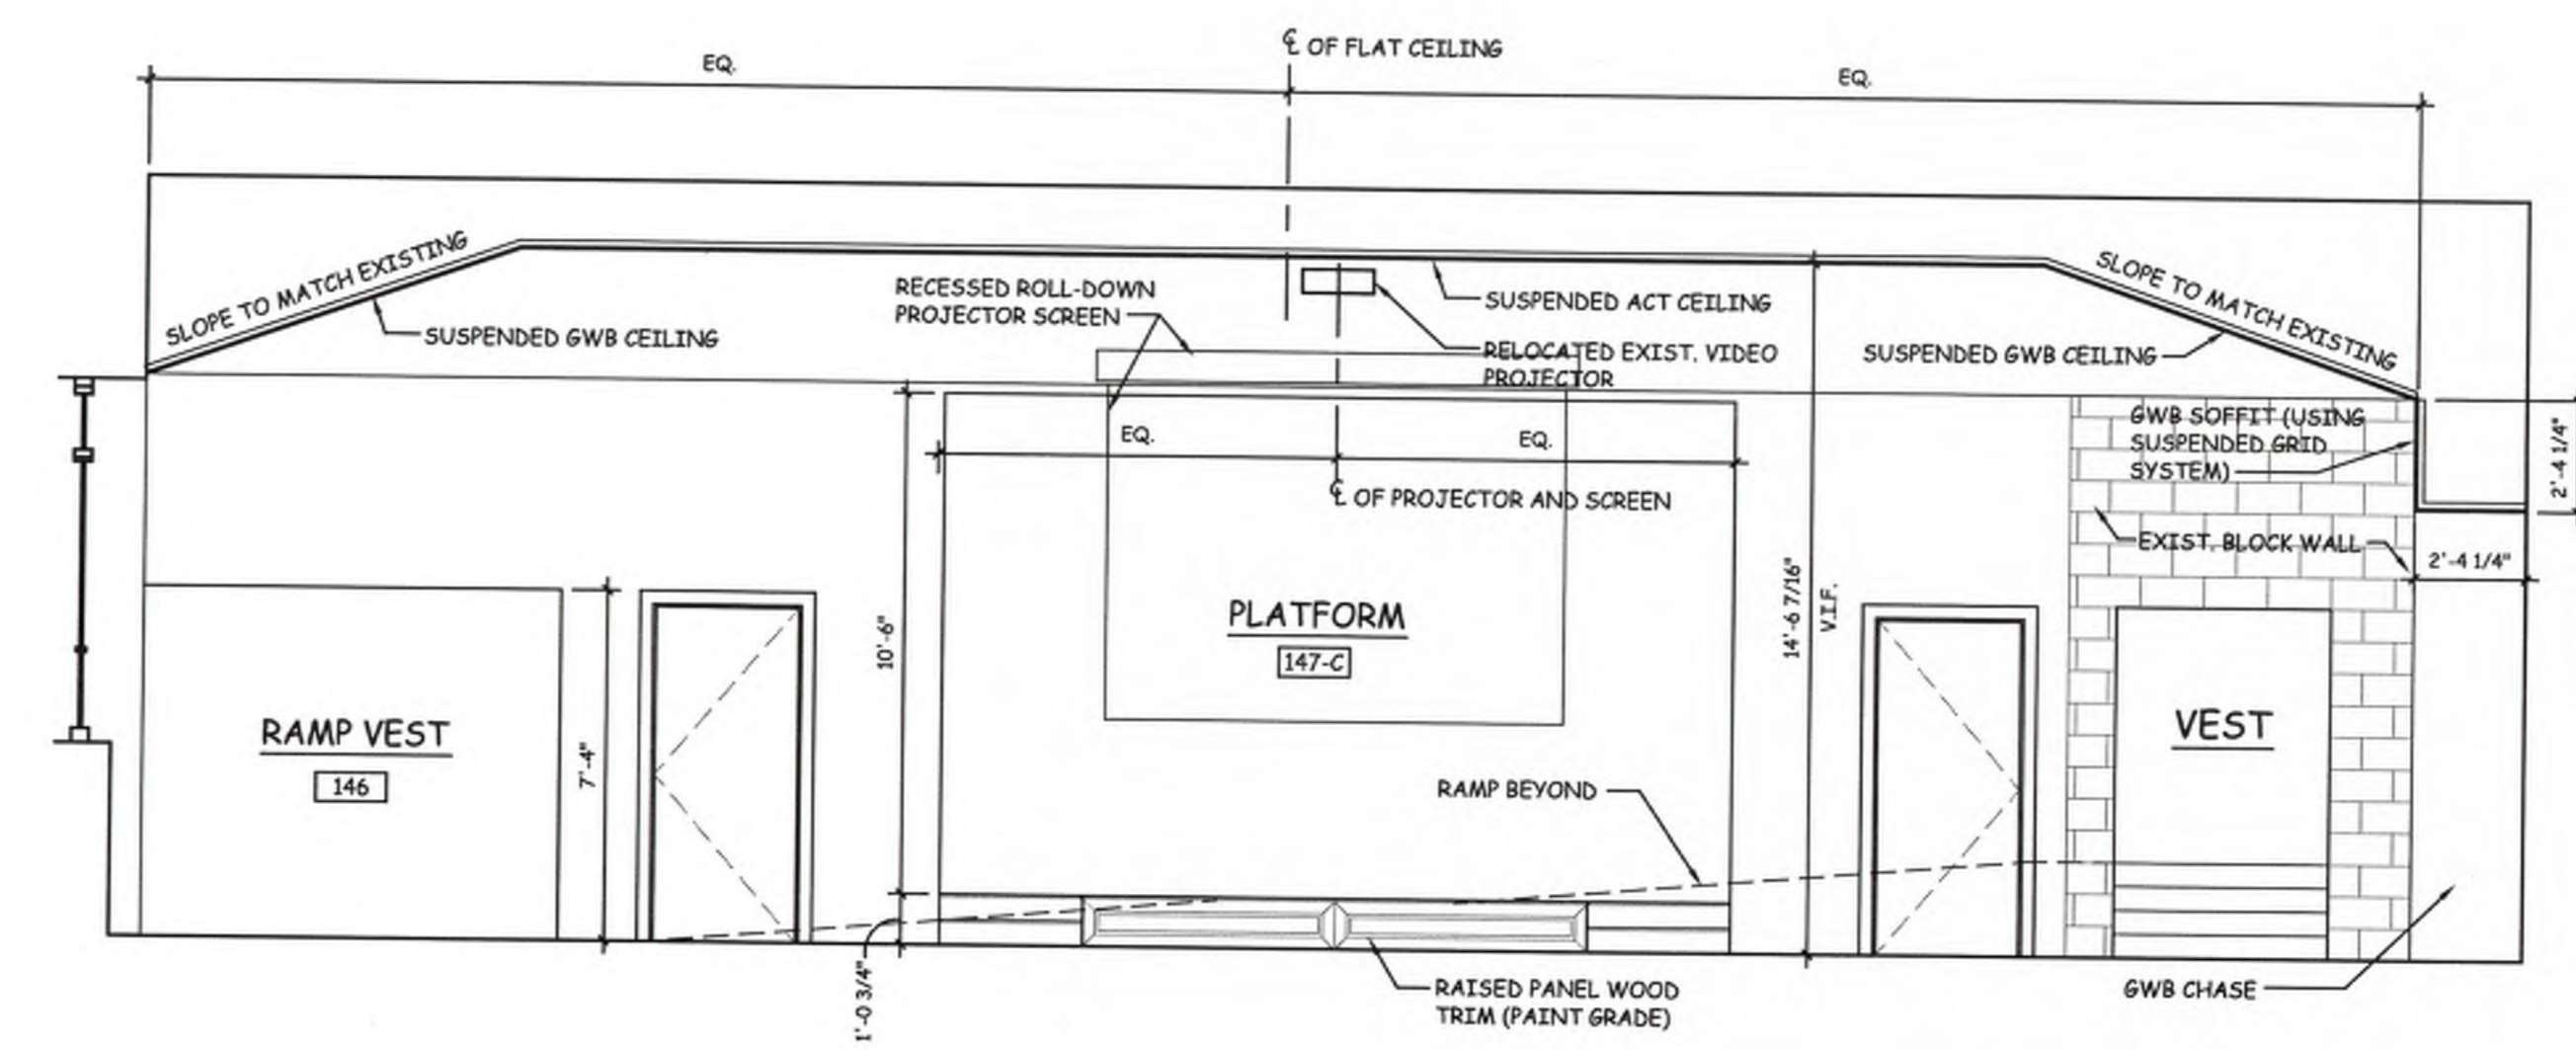 ℄ OF FLAT CEILING
EQ.
EQ.
SLOPE TO MATCH EXISTING
SLOPE TO MATCH EXISTING
RECESSED ROLL-DOWN
PROJECTOR SCREEN
SUSPENDED ACT CEILING
SUSPENDED GWB CEILING
RELOCATED EXIST. VIDEO
PROJECTOR
SUSPENDED GWB CEILING
GWB SOFFIT (USING
SUSPENDED GRID
SYSTEM)
2'-4 1/4"
EQ.
EQ.
℄ OF PROJECTOR AND SCREEN
EXIST. BLOCK WALL
2'-4 1/4"
10'-6"
PLATFORM
147-C
14'-6 7/16"
V.I.F.
RAMP VEST
146
7'-4"
VEST
RAMP BEYOND
1'-0 3/4"
RAISED PANEL WOOD
TRIM (PAINT GRADE)
GWB CHASE